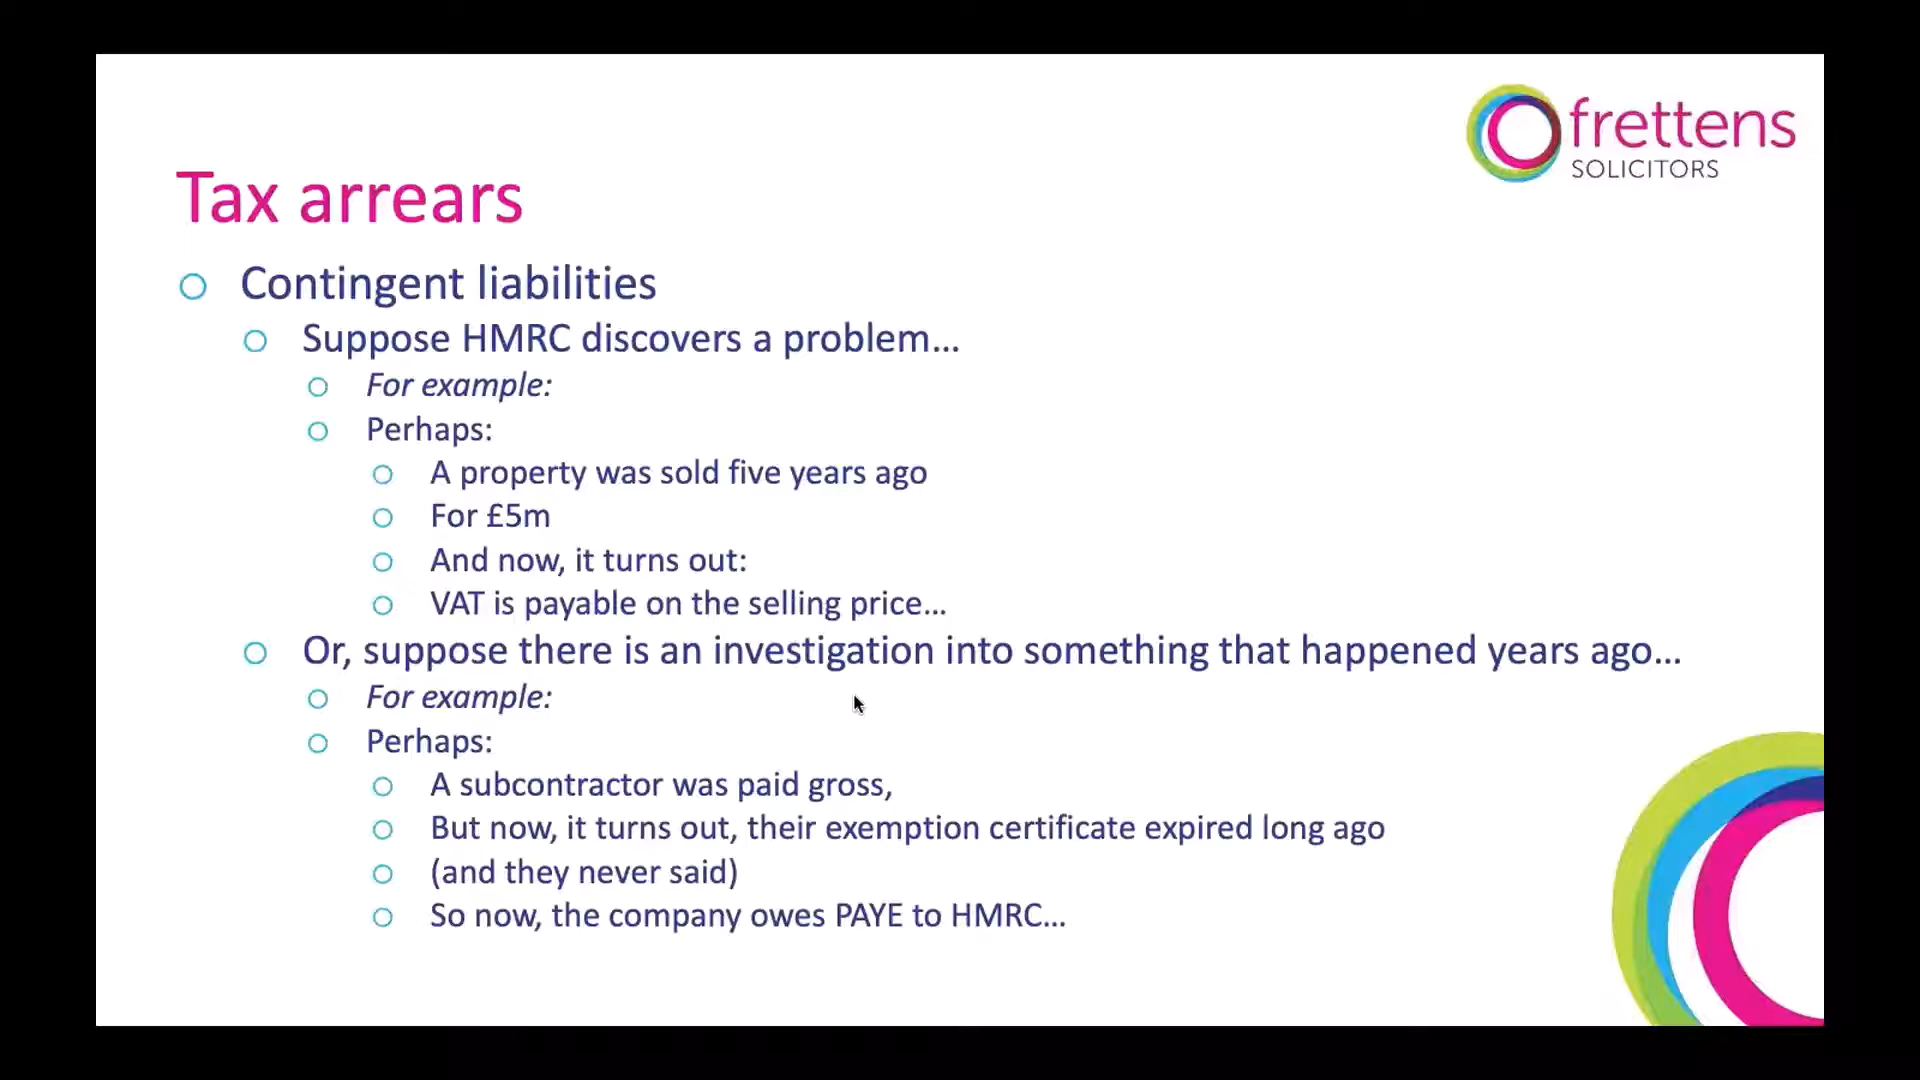 frettens
SOLICITORS
Tax arrears
Contingent liabilities
Suppose HMRC discovers a problem...
For example:
Perhaps:
A property was sold five years ago
For £5m
And now, it turns out:
VAT is payable on the selling price...
Or, suppose there is an investigation into something that happened years ago...
For example:
Perhaps:
A subcontractor was paid gross,
But now, it turns out, their exemption certificate expired long ago
(and they never said)
So now, the company owes PAYE to HMRC...